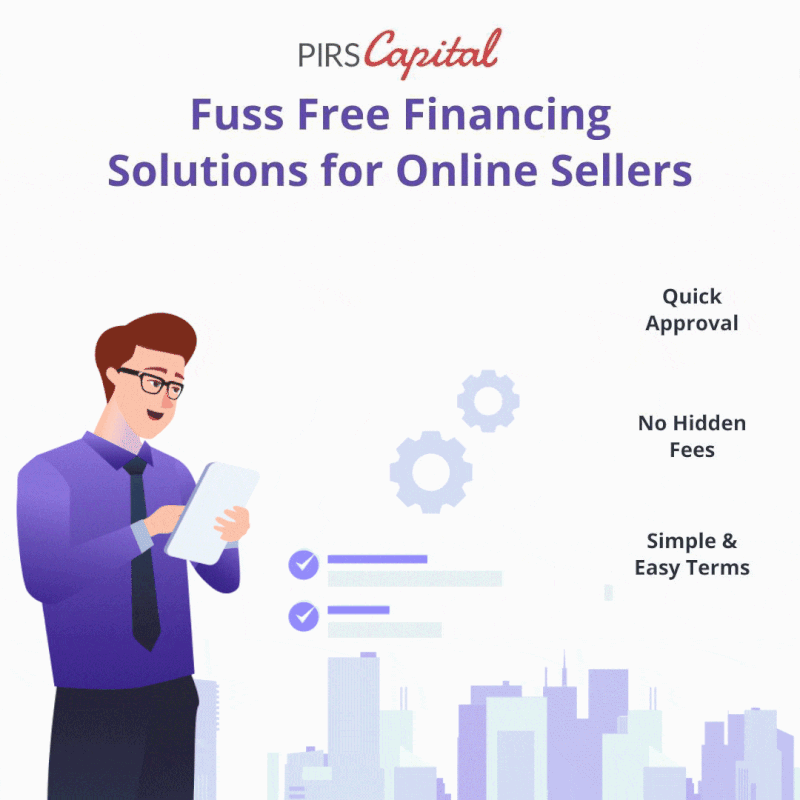 PIRS Capital
Fuss Free Financing
Solutions for Online Sellers
Quick
Approval
No Hidden
Fees
Simple &
Easy Terms